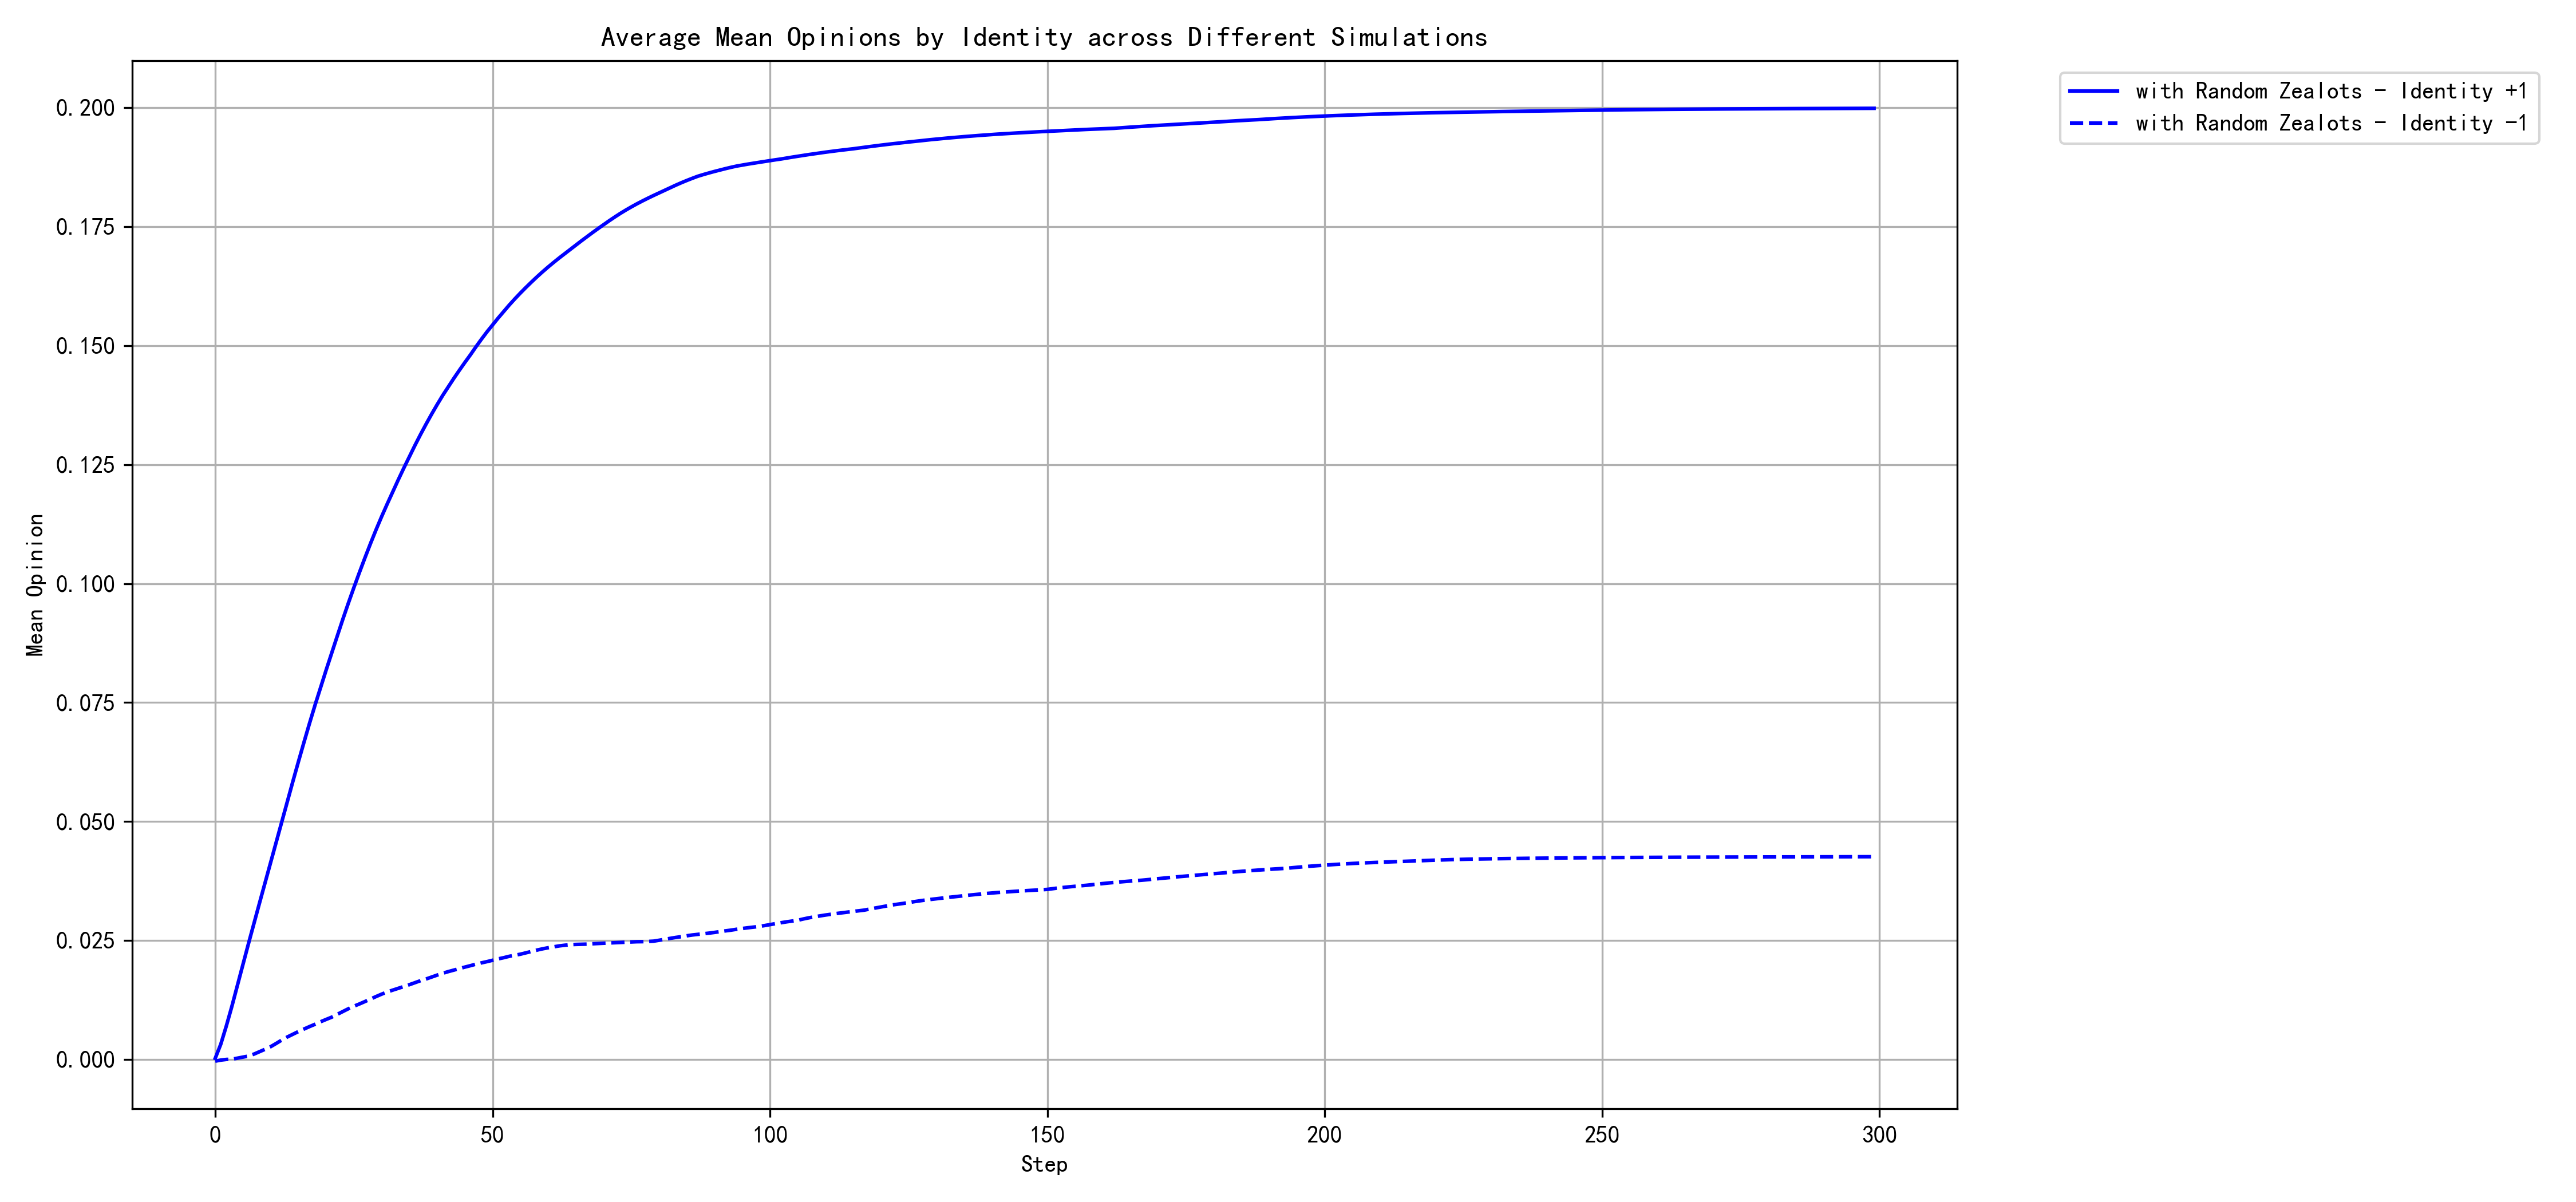 Average Mean Opinions by Identity across Different Simulations
with Random Zealots - Identity +1
with Random Zealots - Identity -1
0.200
0.175
0.150
0.125
0.100
0.075
0.050
0.025
0.000
Mean Opinion
0 50 100 150 200 250 300
Step